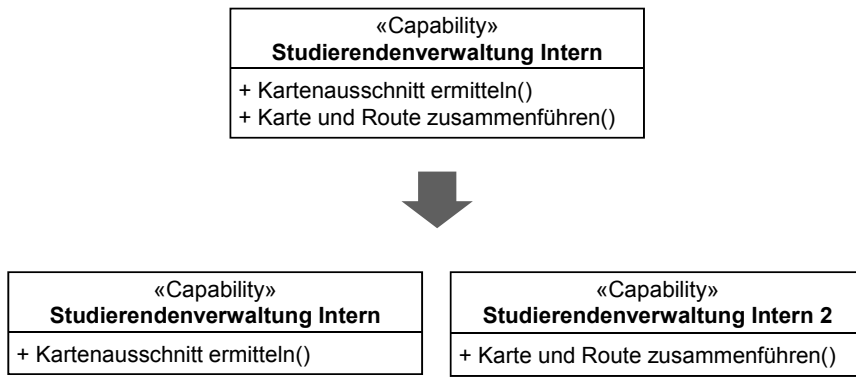 «Capability»
Studierendenverwaltung Intern
+ Kartenausschnitt ermitteln()
+ Karte und Route zusammenführen()
«Capability»
Studierendenverwaltung Intern
+ Kartenausschnitt ermitteln()
«Capability»
Studierendenverwaltung Intern 2
+ Karte und Route zusammenführen()